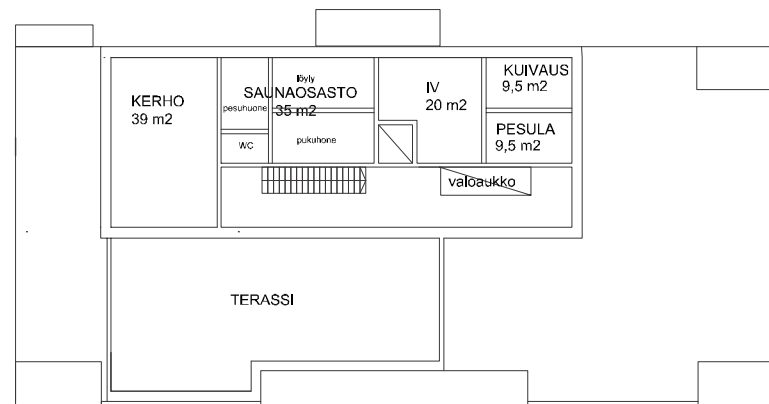 KERHO
39 m2
löyly
SAUNAOSASTO
pesuhuone
35 m2
WC
pukuhone
IV
20 m2
KUIVAUS
9,5 m2
PESULA
9,5 m2
valoaukko
TERASSI